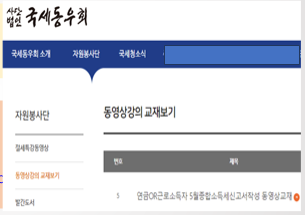 사단
법인 국세동우회
국세동우회 소개 자원봉사단 국세청소식
자원봉사단
동영상강의 교재보기
절세특강동영상
동영상강의 교재보기
발간도서
번호 제목
5 연금OR근로소득자 5월종합소득세신고서작성 동영상교재